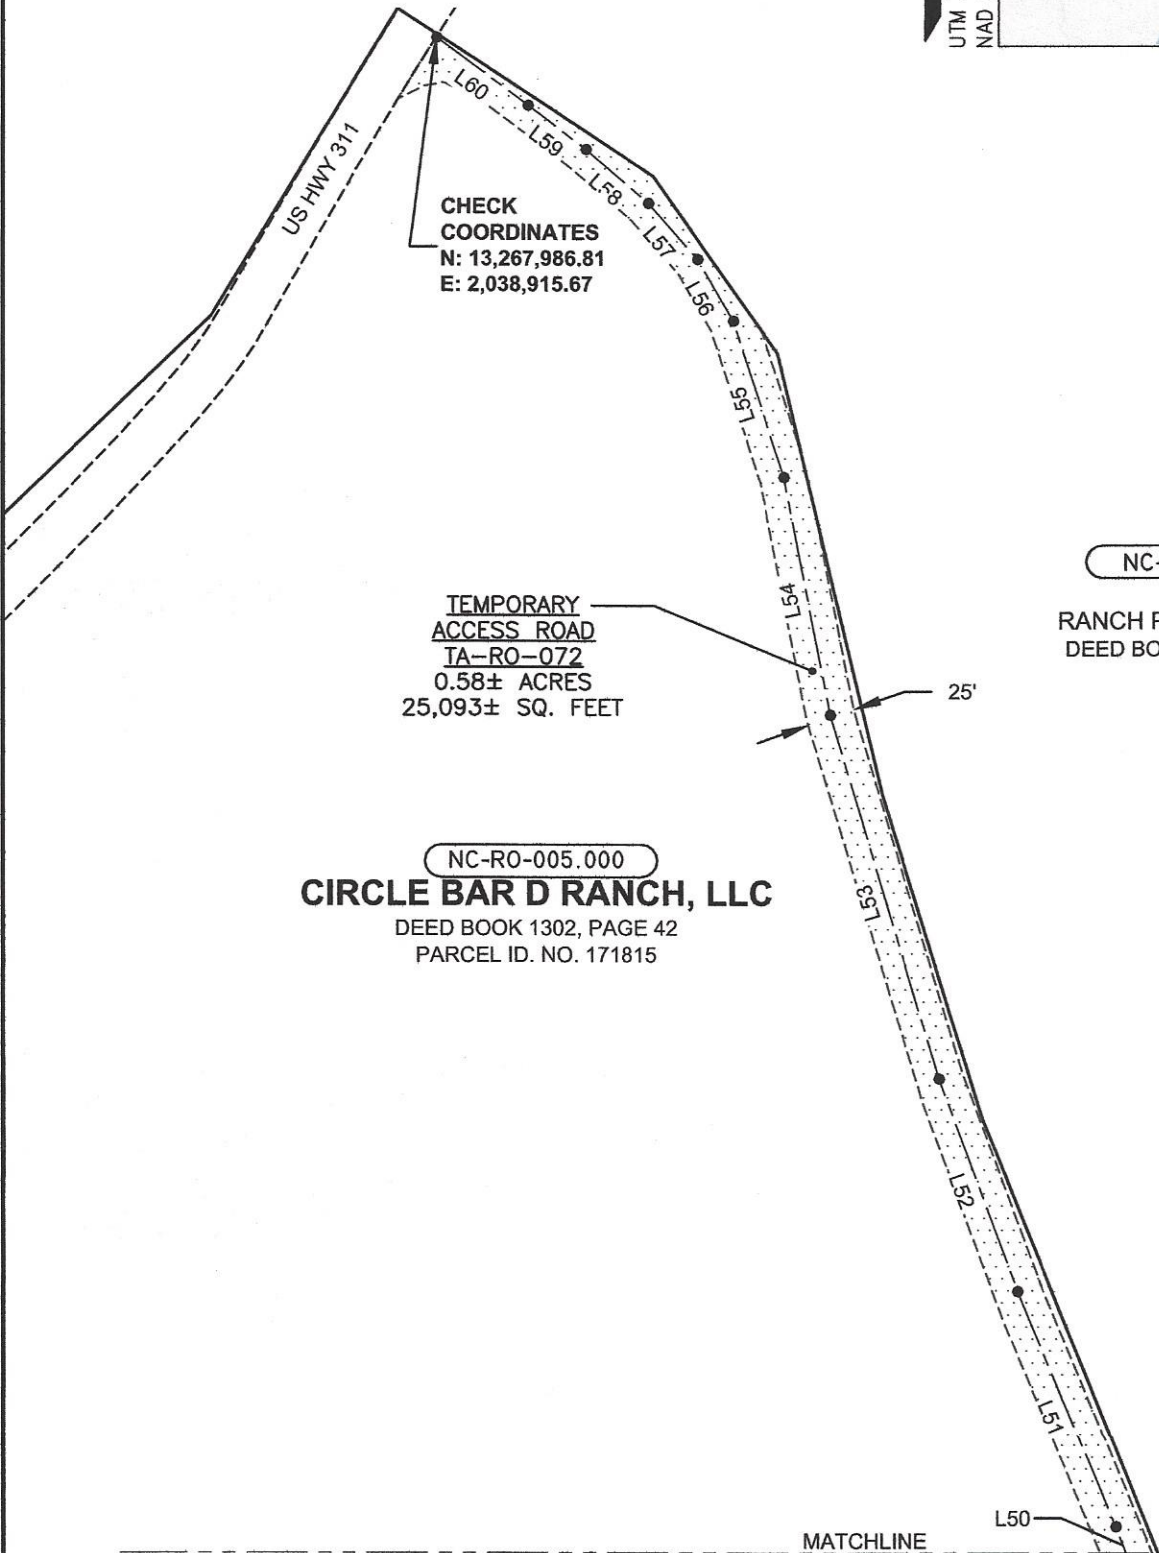 UTM
NAD
L60
L59
L58
L57
L56
L55
L54
L53
L52
L51
L50
US HWY 311
CHECK
COORDINATES
N: 13,267,986.81
E: 2,038,915.67
NC-
RANCH
DEED
TEMPORARY
ACCESS ROAD
TA-RO-072
0.58± ACRES
25,093± SQ. FEET
25'
NC-RO-005.000
CIRCLE BAR D RANCH, LLC
DEED BOOK 1302, PAGE 42
PARCEL ID. NO. 171815
MATCHLINE